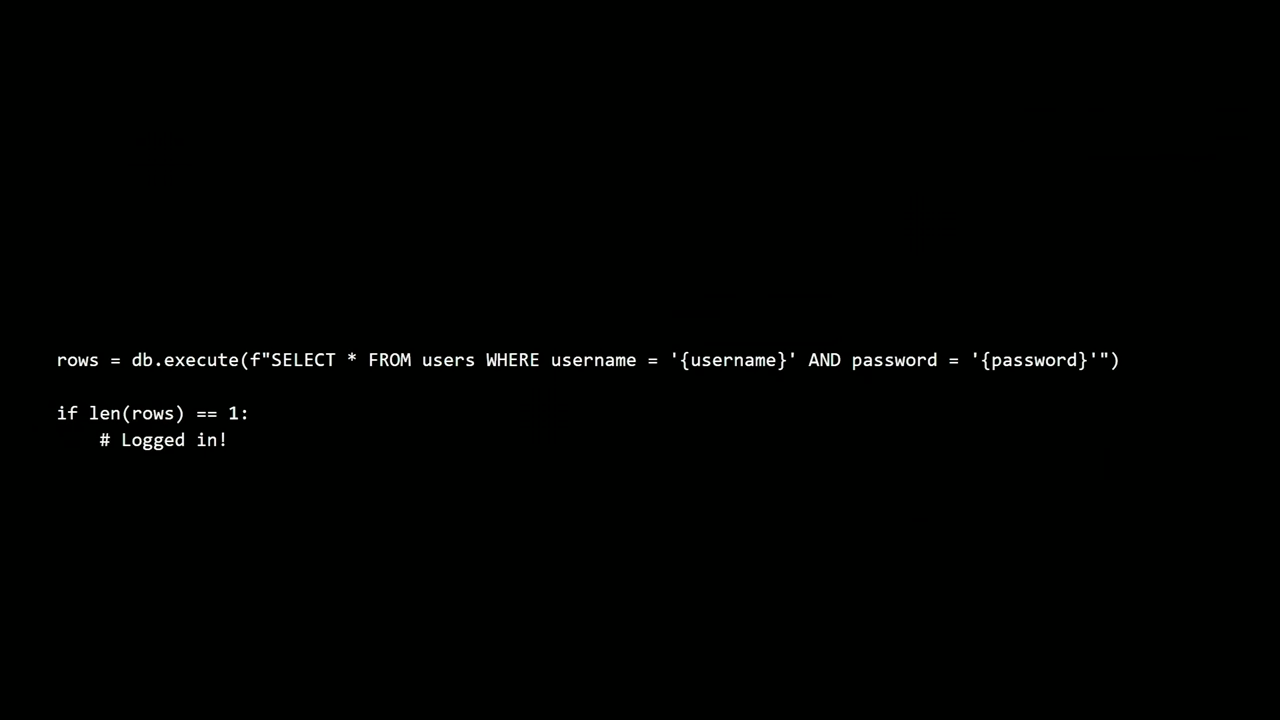 rows = db.execute(f"SELECT * FROM users WHERE username = '{username}' AND password = '{password}'")
if len(rows) == 1:
    # Logged in!